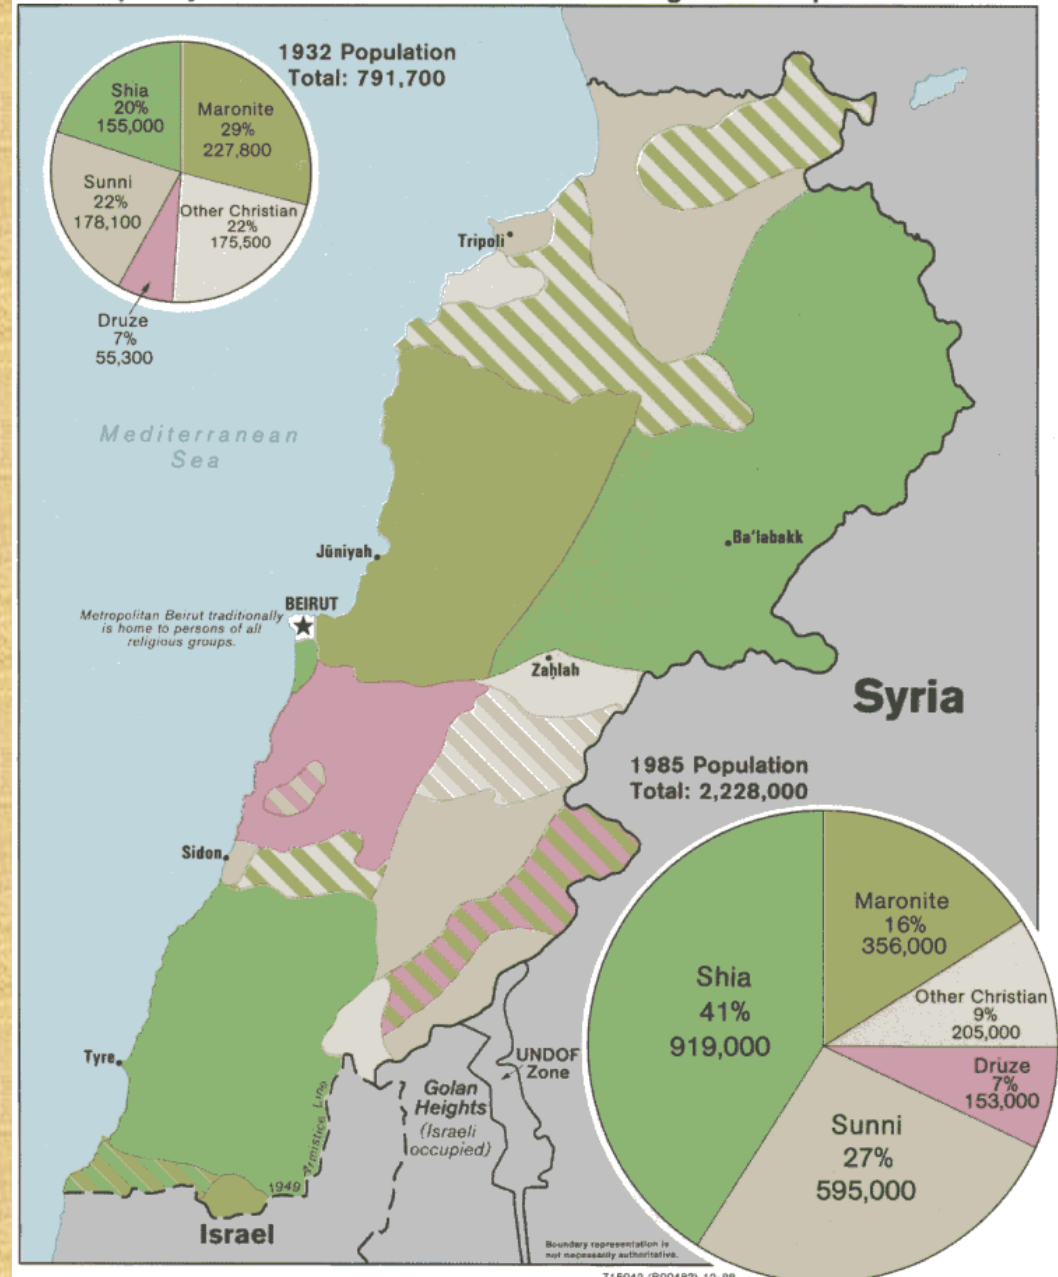 1932 Population
Total: 791,700
Shia
20%
155,000
Maronite
29%
227,800
Sunni
22%
178,100
Other Christian
22%
175,500
Druze
7%
55,300
Tripoli
Mediterranean
Sea
Jūniyah
Ba'labakk
BEIRUT
Metropolitan Beirut traditionally
is home to persons of all
religious groups.
Zaḩlah
Syria
1985 Population
Total: 2,228,000
Sidon
Maronite
16%
356,000
Shia
41%
919,000
Other Christian
9%
205,000
Druze
7%
153,000
Sunni
27%
595,000
Tyre
UNDOF
Zone
Golan
Heights
(Israeli
occupied)
1949 Armistice Line
Israel
Boundary representation is
not necessarily authoritative.